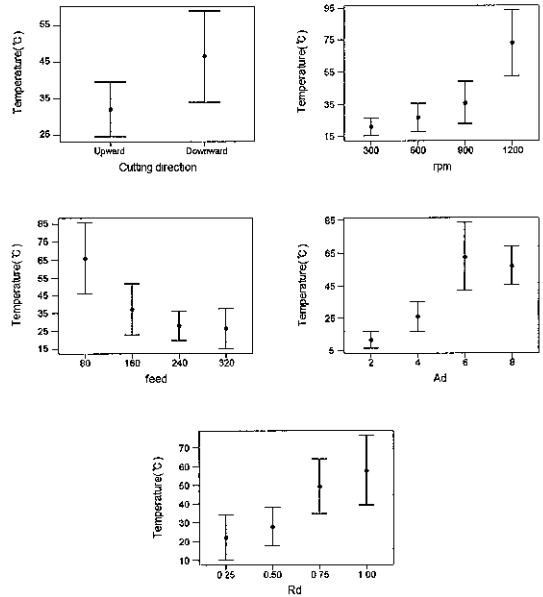 55
45
35
25
Temperature(℃)
Upward Downward
Cutting direction
95
75
55
35
15
Temperature(℃)
300 600 900 1200
rpm
85
75
65
55
45
35
25
15
Temperature(℃)
80 160 240 320
feed
85
65
45
25
5
Temperature(℃)
2 4 6 8
Ad
70
60
50
40
30
20
10
Temperature(℃)
0.25 0.50 0.75 1.00
Rd